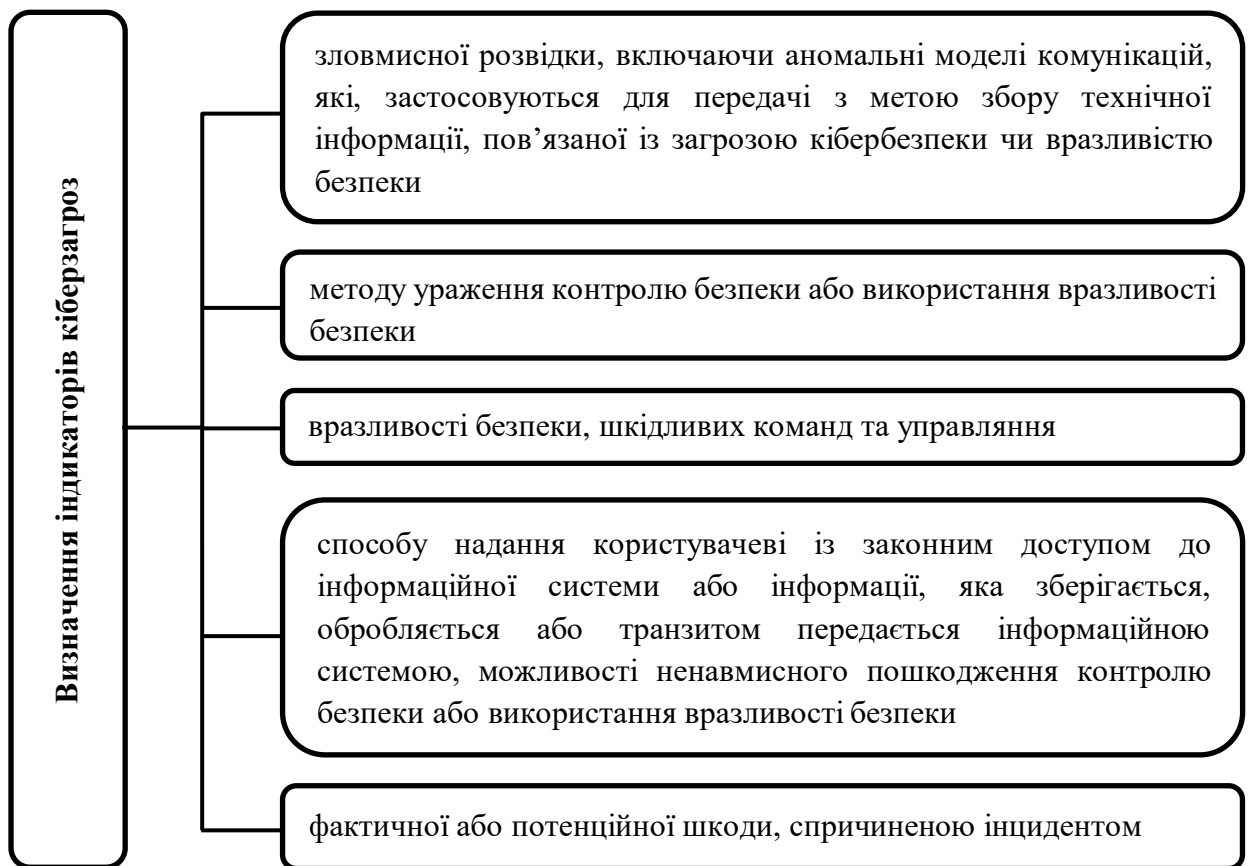 Визначення індикаторів кіберзагроз
зловмисної розвідки, включаючи аномальні моделі комунікацій,
які, застосовуються для передачі з метою збору технічної
інформації, пов’язаної із загрозою кібербезпеки чи вразливістю
безпеки
методу ураження контролю безпеки або використання вразливості
безпеки
вразливості безпеки, шкідливих команд та управляння
способу надання користувачеві із законним доступом до
інформаційної системи або інформації, яка зберігається,
обробляється або транзитом передається інформаційною
системою, можливості ненавмисного пошкодження контролю
безпеки або використання вразливості безпеки
фактичної або потенційної шкоди, спричиненою інцидентом